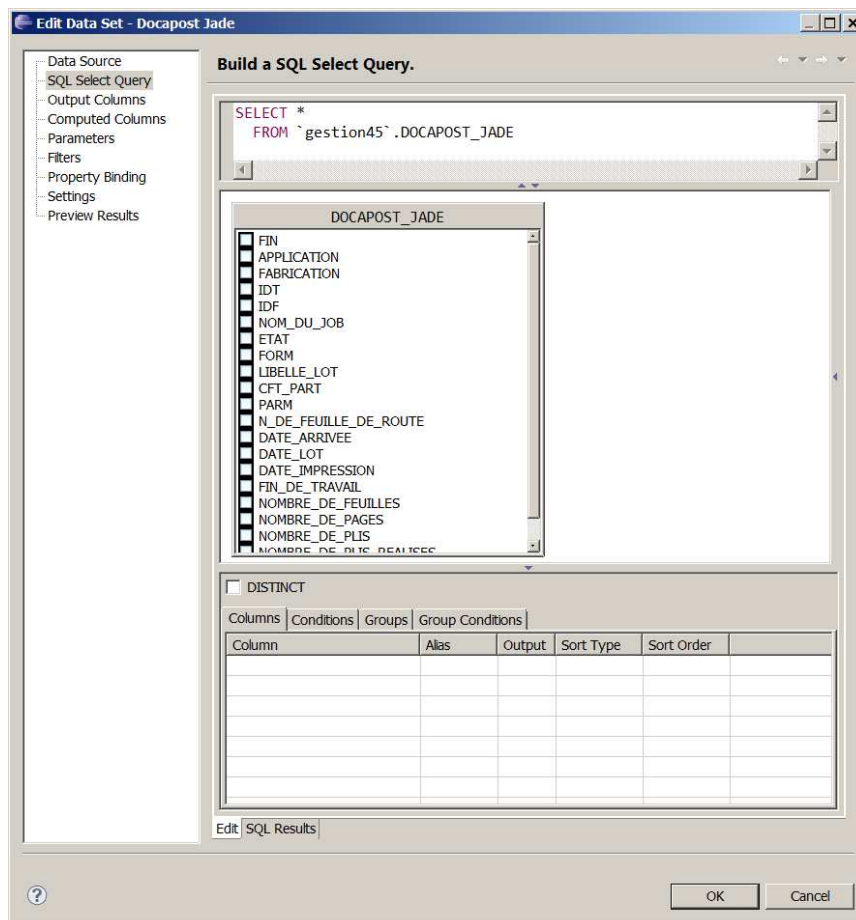 Edit Data Set - Docapost Jade
Data Source
SQL Select Query
Output Columns
Computed Columns
Parameters
Filters
Property Binding
Settings
Preview Results
Build a SQL Select Query.
SELECT *
FROM `gestion45`.DOCAPOST_JADE
DOCAPOST_JADE
FIN
APPLICATION
FABRICATION
IDT
IDF
NOM_DU_JOB
ETAT
FORM
LIBELLE_LOT
CFT_PART
PARM
N_DE_FEUILLE_DE_ROUTE
DATE_ARRIVEE
DATE_LOT
DATE_IMPRESSION
FIN_DE_TRAVAIL
NOMBRE_DE_FEUILLES
NOMBRE_DE_PAGES
NOMBRE_DE_PLIS
NOMBRE_DE_PLIS_REALISES
DISTINCT
Columns Conditions Groups Group Conditions
Column Alias Output Sort Type Sort Order
Edit SQL Results
? OK Cancel